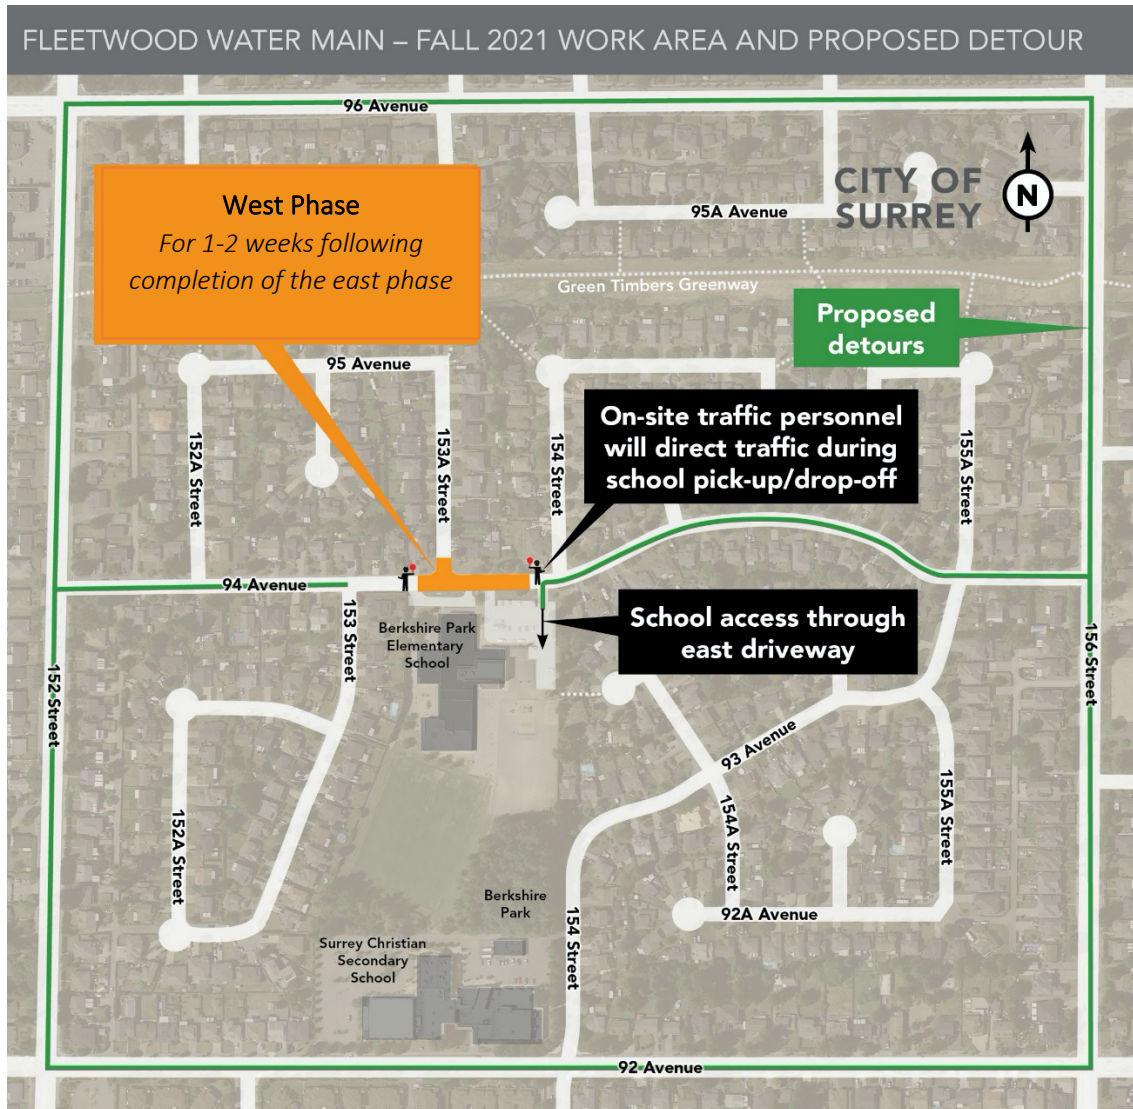 FLEETWOOD WATER MAIN – FALL 2021 WORK AREA AND PROPOSED DETOUR
96 Avenue
West Phase
For 1-2 weeks following
completion of the east phase
CITY OF
SURREY
N
95A Avenue
Green Timbers Greenway
Proposed
detours
95 Avenue
On-site traffic personnel
will direct traffic during
school pick-up/drop-off
152A Street
153A Street
154 Street
155A Street
94 Avenue
153 Street
Berkshire Park
Elementary
School
School access through
east driveway
152 Street
156 Street
93 Avenue
152A Street
154A Street
155A Street
Berkshire
Park
92A Avenue
154 Street
Surrey Christian
Secondary
School
92 Avenue